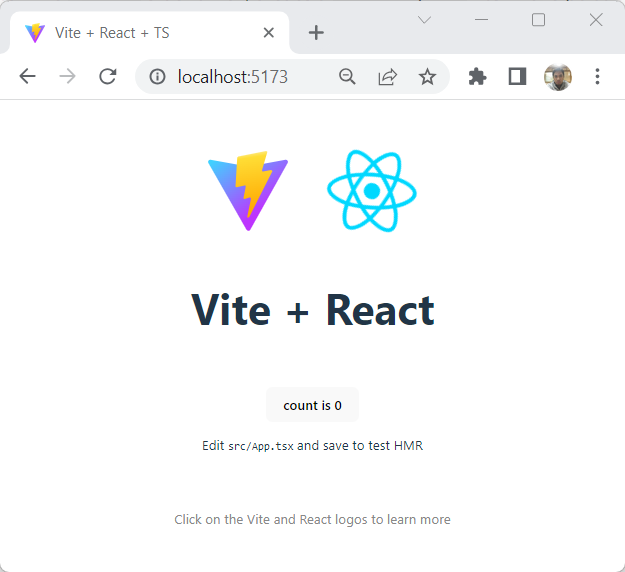 Vite + React + TS
localhost:5173
Vite + React
count is 0
Edit src/App.tsx and save to test HMR
Click on the Vite and React logos to learn more